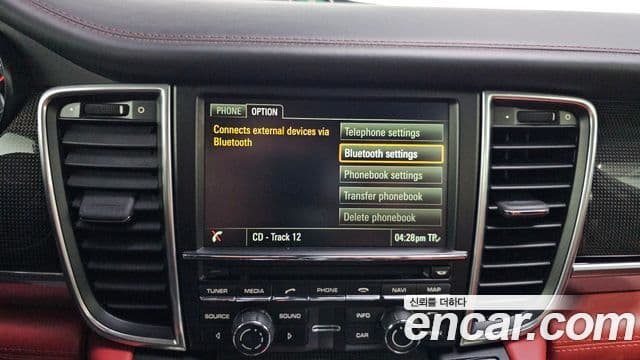 PHONE OPTION
Connects external devices via
Bluetooth
Telephone settings
Bluetooth settings
Phonebook settings
Transfer phonebook
Delete phonebook
CD - Track 12
04:28pm TP
TUNER MEDIA PHONE NAVI MAP
SOURCE SOUND INFO
CAR
신뢰를 더하다
encar.com